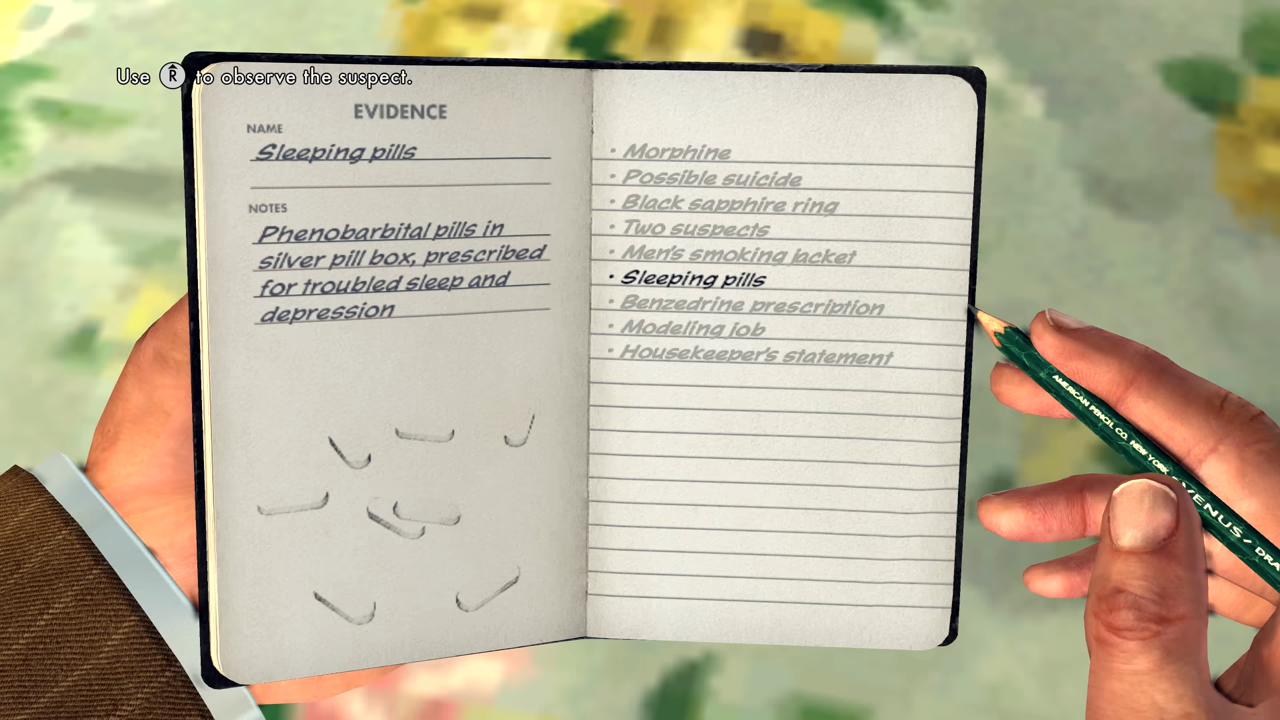 Use R to observe the suspect.
EVIDENCE
NAME
Sleeping pills
NOTES
Phenobarbital pills in
silver pill box, prescribed
for troubled sleep and
depression
• Morphine
• Possible suicide
• Black sapphire ring
• Two suspects
• Men's smoking jacket
• Sleeping pills
• Benzedrine prescription
• Modeling job
• Housekeeper's statement
AMERICAN PENCIL CO. NEW YORK
VENUS / DRA